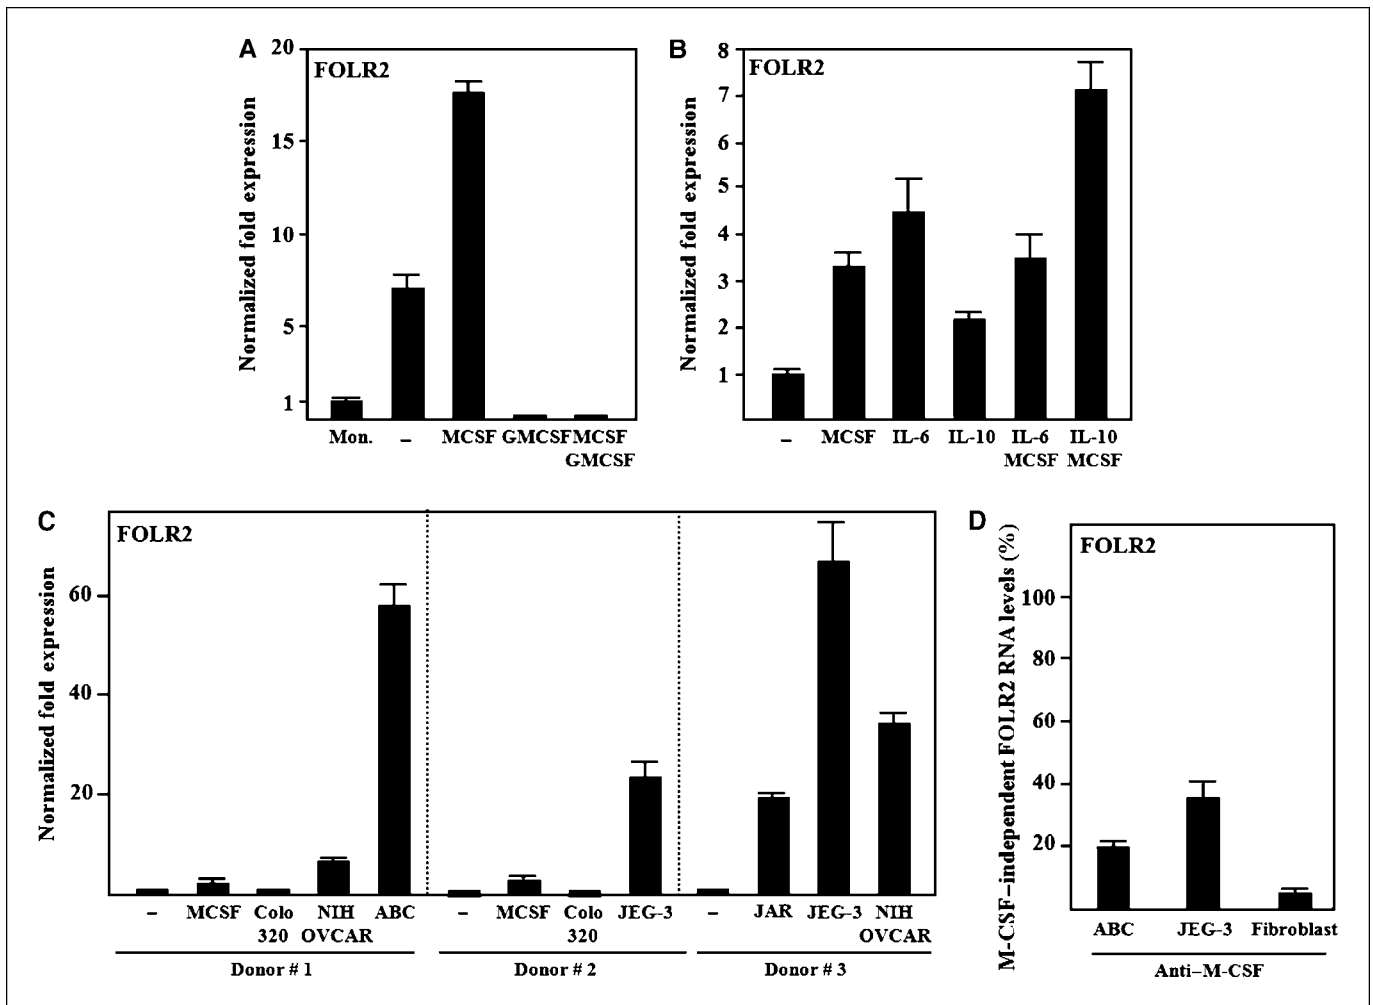 A
FOLR2
Normalized fold expression
20
15
10
5
1
Mon. – MCSF GMCSF MCSF
GMCSF
B
FOLR2
Normalized fold expression
8
7
6
5
4
3
2
1
– MCSF IL-6 IL-10 IL-6 IL-10
MCSF MCSF
C
FOLR2
Normalized fold expression
60
40
20
– MCSF Colo NIH ABC – MCSF Colo JEG-3 – JAR JEG-3 NIH
320 OVCAR 320 OVCAR
Donor # 1 Donor # 2 Donor # 3
D
FOLR2
M-CSF-independent FOLR2 RNA levels (%)
100
80
60
40
20
ABC JEG-3 Fibroblast
Anti-M-CSF